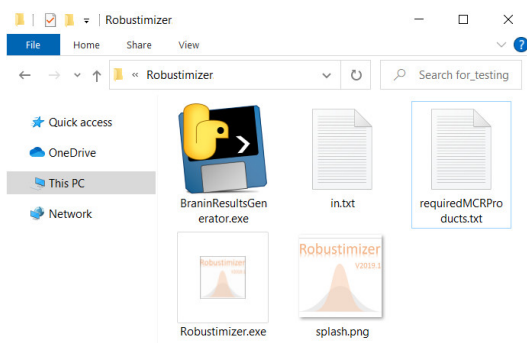 Robustimizer
File Home Share View
« Robustimizer
Search for_testing
Quick access
OneDrive
This PC
Network
BraninResultsGen
erator.exe
in.txt
requiredMCRPro
ducts.txt
Robustimizer
Robustimizer
V2019.1
Robustimizer.exe
splash.png